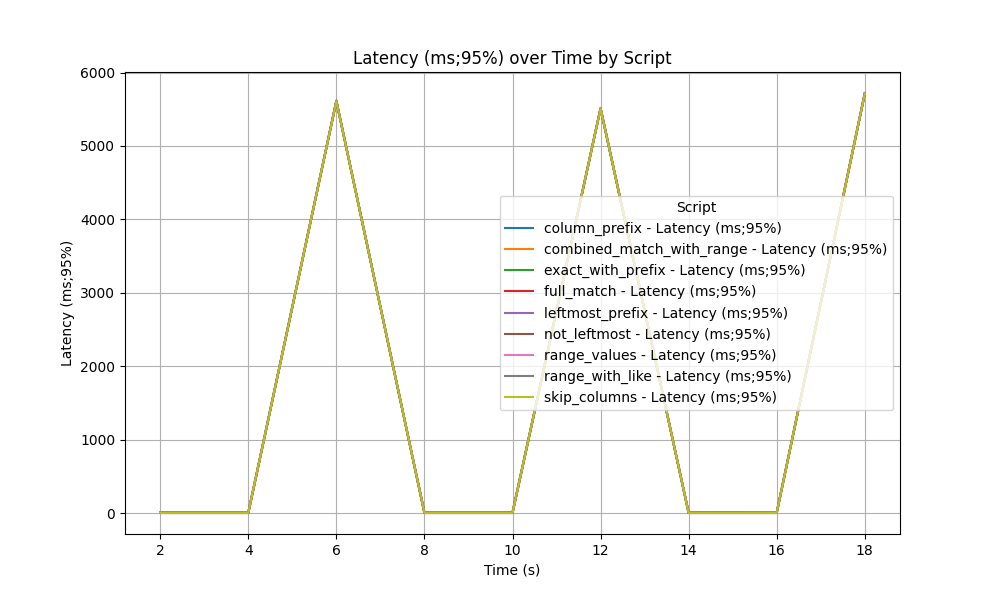 Latency (ms;95%) over Time by Script
6000
5000
4000
3000
2000
1000
0
Latency (ms;95%)
Script
column_prefix - Latency (ms;95%)
combined_match_with_range - Latency (ms;95%)
exact_with_prefix - Latency (ms;95%)
full_match - Latency (ms;95%)
leftmost_prefix - Latency (ms;95%)
not_leftmost - Latency (ms;95%)
range_values - Latency (ms;95%)
range_with_like - Latency (ms;95%)
skip_columns - Latency (ms;95%)
2 4 6 8 10 12 14 16 18
Time (s)